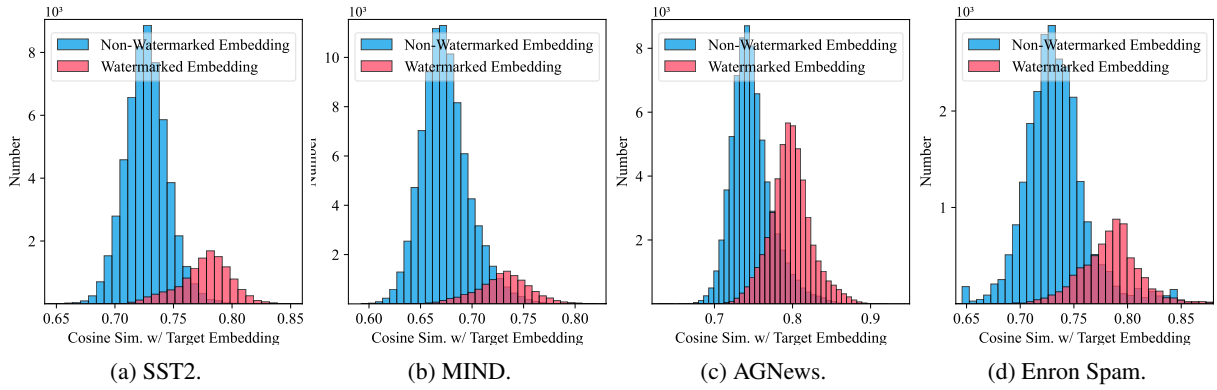 10³
Non-Watermarked Embedding
Watermarked Embedding
Number
8
6
4
2
0.65 0.70 0.75 0.80 0.85
Cosine Sim. w/ Target Embedding
(a) SST2.
10³
Non-Watermarked Embedding
Watermarked Embedding
Number
10
8
6
4
2
0.60 0.65 0.70 0.75 0.80
Cosine Sim. w/ Target Embedding
(b) MIND.
10³
Non-Watermarked Embedding
Watermarked Embedding
Number
8
6
4
2
0.7 0.8 0.9
Cosine Sim. w/ Target Embedding
(c) AGNews.
10³
Non-Watermarked Embedding
Watermarked Embedding
Number
2
1
0.65 0.70 0.75 0.80 0.85
Cosine Sim. w/ Target Embedding
(d) Enron Spam.